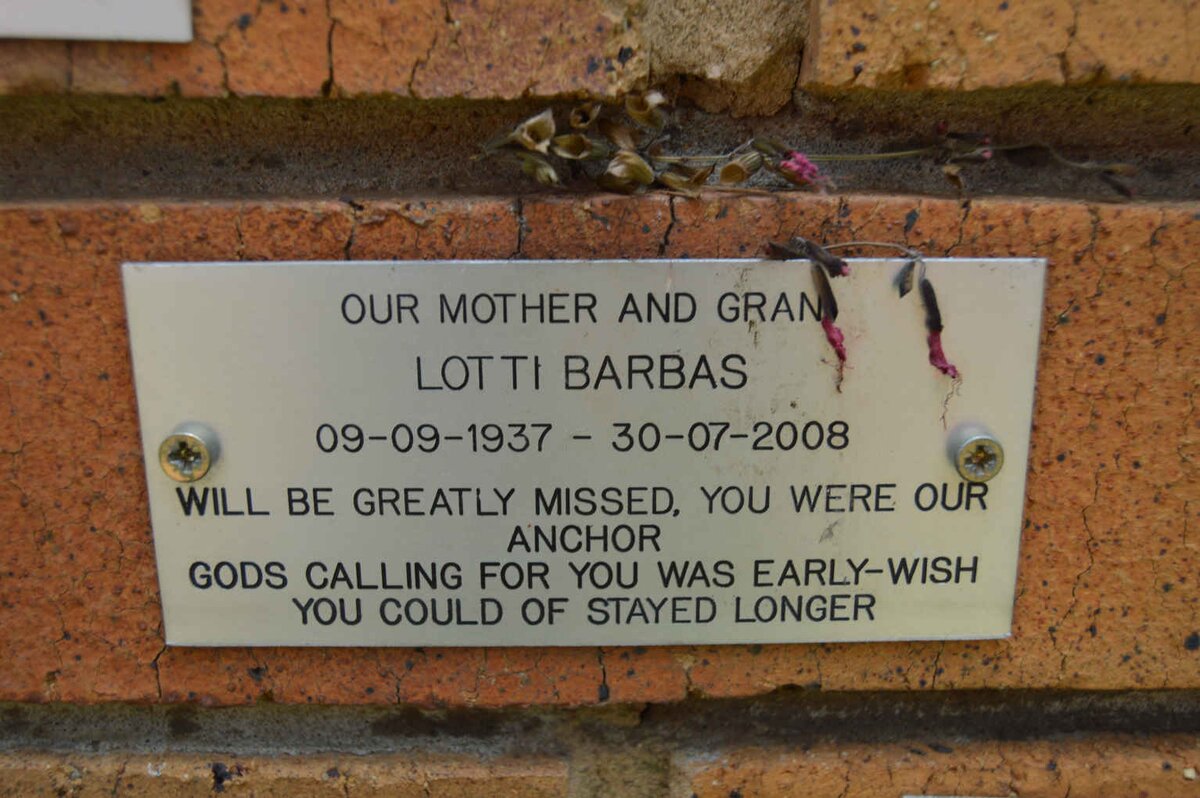 OUR MOTHER AND GRAN
LOTTI BARBAS
09-09-1937 - 30-07-2008
WILL BE GREATLY MISSED, YOU WERE OUR
ANCHOR
GODS CALLING FOR YOU WAS EARLY-WISH
YOU COULD OF STAYED LONGER